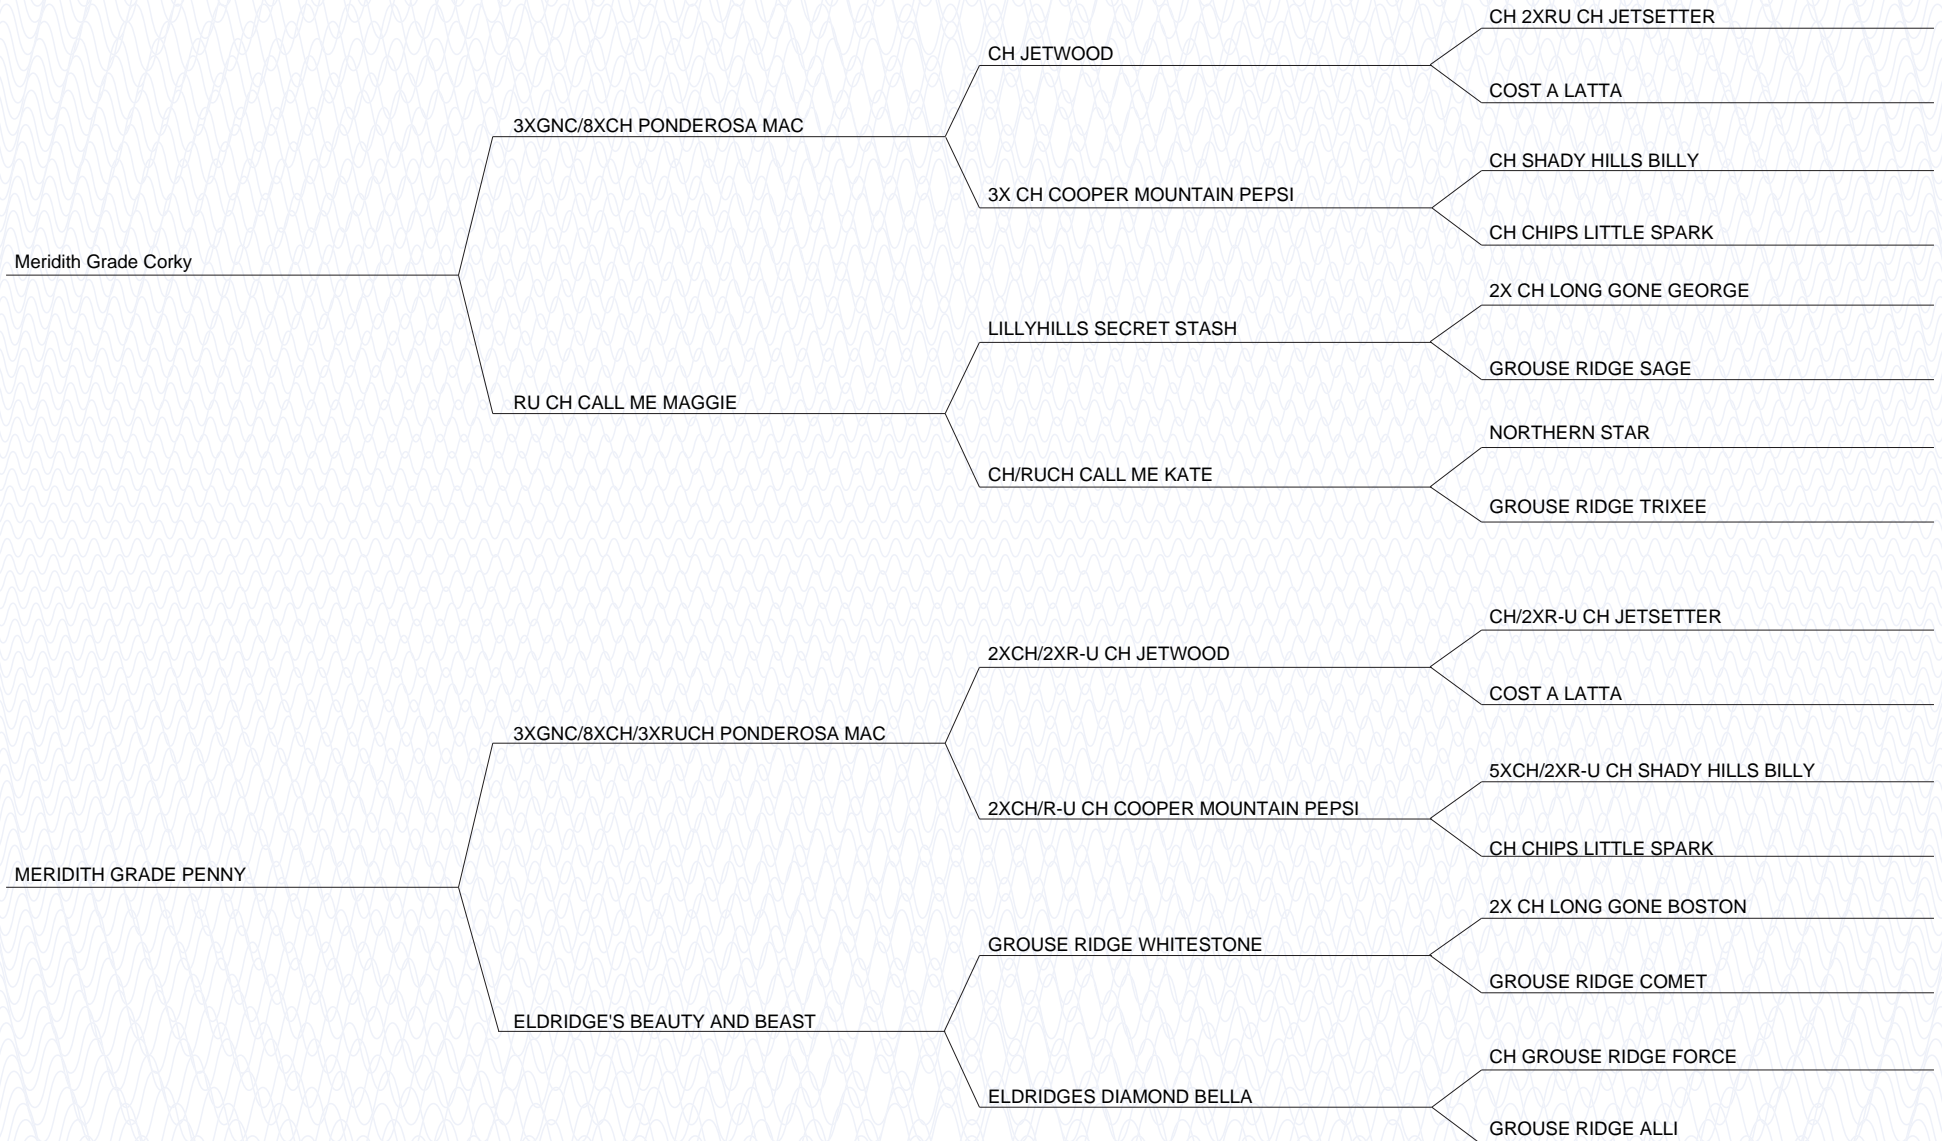 CH 2XRU CH JETSETTER
CH JETWOOD
COST A LATTA
3XGNC/8XCH PONDEROSA MAC
CH SHADY HILLS BILLY
3X CH COOPER MOUNTAIN PEPSI
CH CHIPS LITTLE SPARK
Meridith Grade Corky
2X CH LONG GONE GEORGE
LILLYHILLS SECRET STASH
GROUSE RIDGE SAGE
RU CH CALL ME MAGGIE
NORTHERN STAR
CH/RUCH CALL ME KATE
GROUSE RIDGE TRIXEE
CH/2XR-U CH JETSETTER
2XCH/2XR-U CH JETWOOD
COST A LATTA
3XGNC/8XCH/3XRUCH PONDEROSA MAC
5XCH/2XR-U CH SHADY HILLS BILLY
2XCH/R-U CH COOPER MOUNTAIN PEPSI
CH CHIPS LITTLE SPARK
MERIDITH GRADE PENNY
2X CH LONG GONE BOSTON
GROUSE RIDGE WHITESTONE
GROUSE RIDGE COMET
ELDRIDGE'S BEAUTY AND BEAST
CH GROUSE RIDGE FORCE
ELDRIDGES DIAMOND BELLA
GROUSE RIDGE ALLI